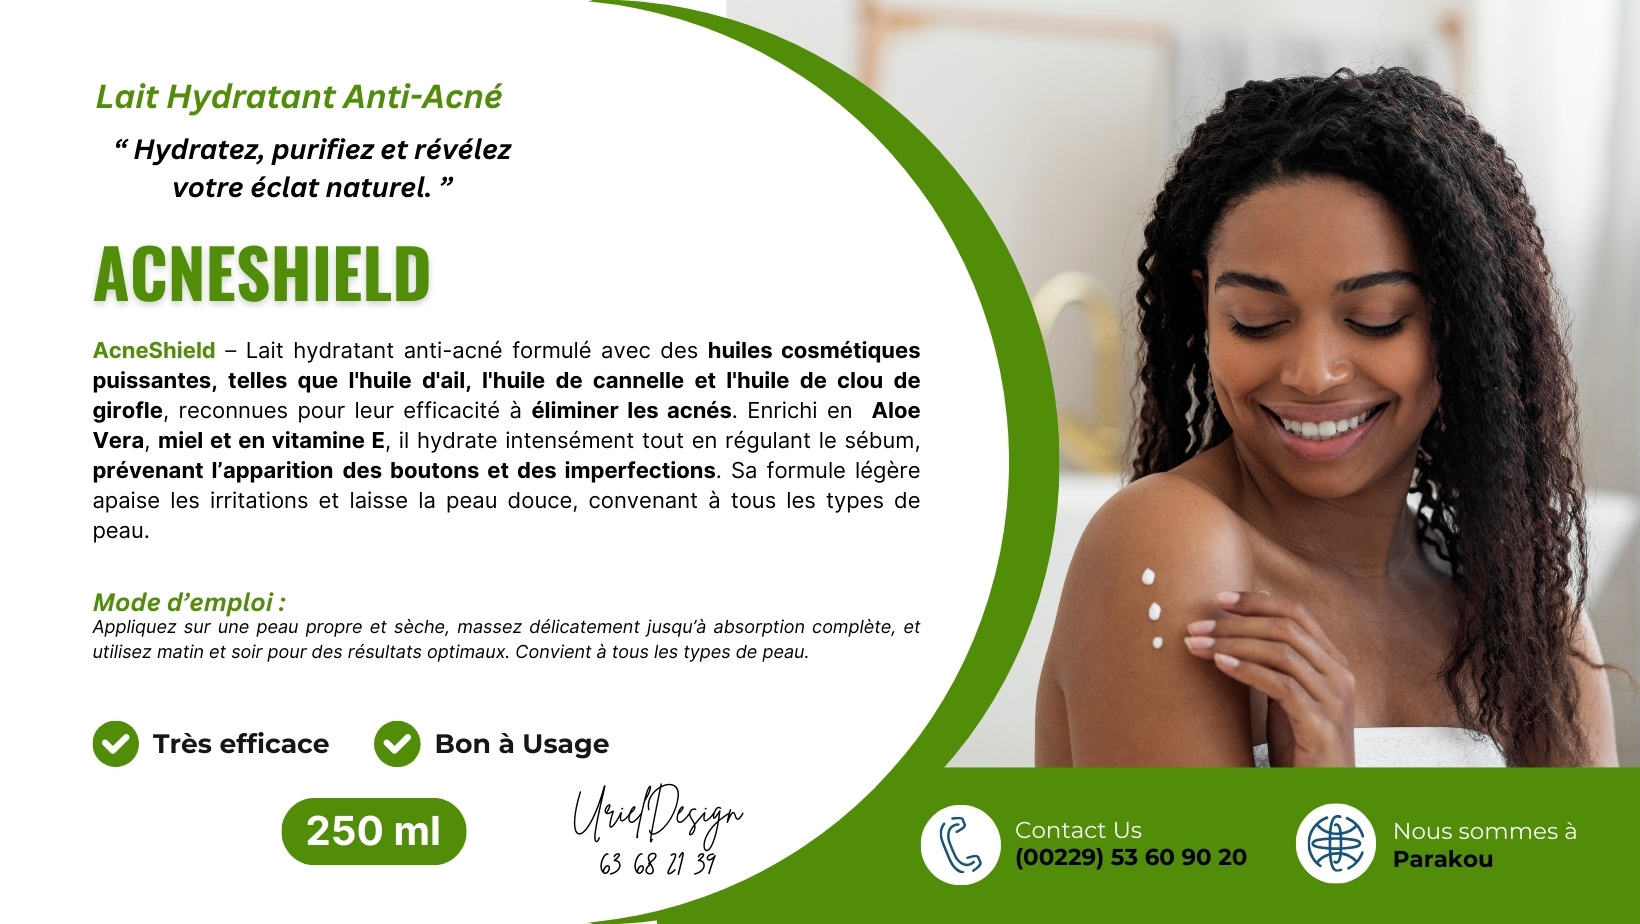 Lait Hydratant Anti-Acné
“ Hydratez, purifiez et révélez
votre éclat naturel. ”
ACNESHIELD
AcneShield – Lait hydratant anti-acné formulé avec des huiles cosmétiques
puissantes, telles que l'huile d'ail, l'huile de cannelle et l'huile de clou de
girofle, reconnues pour leur efficacité à éliminer les acnés. Enrichi en Aloe
Vera, miel et en vitamine E, il hydrate intensément tout en régulant le sébum,
prévenant l’apparition des boutons et des imperfections. Sa formule légère
apaise les irritations et laisse la peau douce, convenant à tous les types de
peau.
Mode d’emploi :
Appliquez sur une peau propre et sèche, massez délicatement jusqu’à absorption complète, et
utilisez matin et soir pour des résultats optimaux. Convient à tous les types de peau.
Très efficace
Bon à Usage
250 ml
UrielDesign
63 68 21 39
Contact Us
(00229) 53 60 90 20
Nous sommes à
Parakou